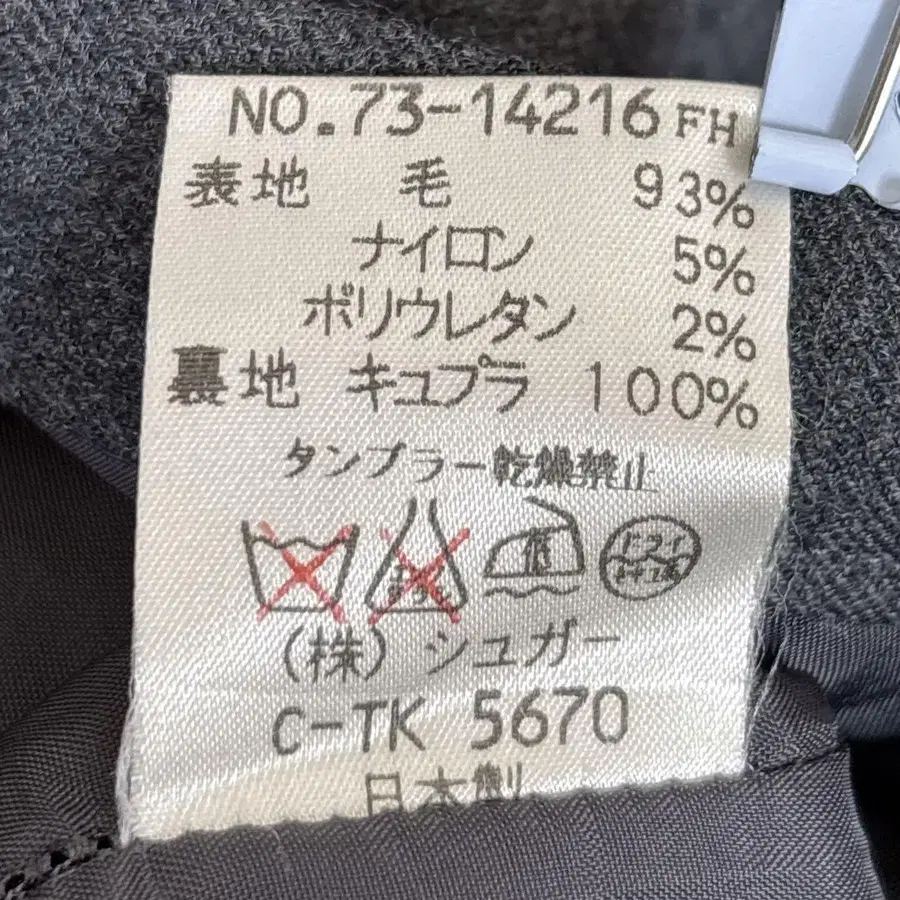 NO.73-14216 FH
表地 毛 93%
ナイロン 5%
ポリウレタン 2%
裏地 キュプラ 100%
タンブラー乾燥禁止
低 ドライ
(株) シュガー
C-TK 5670
日本製